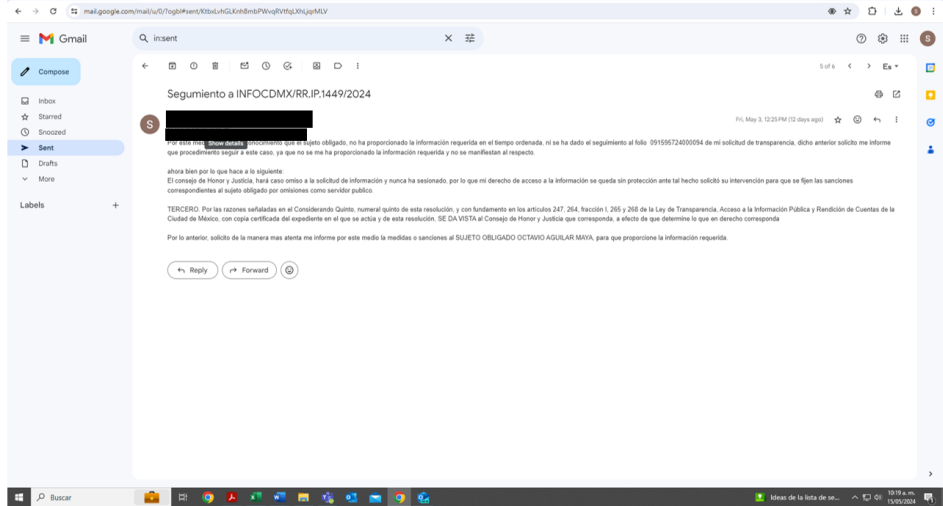 mail.google.com/mail/u/0/?ogbl#sent/KtbxLvhGLKnhBmbPWvqRVtfqLXhLjqrMLV
Gmail
in:sent
S
Compose
5 of 6
Es
Inbox
Starred
Snoozed
Sent
Drafts
More
Labels
Segumiento a INFOCDMX/RR.IP.1449/2024
S
Fri, May 3, 12:25 PM (12 days ago)
Show details
Por este onocimiento que el sujeto obligado, no ha proporcionado la información requerida en el tiempo ordenada, ni se ha dado el seguimiento al folio 091595724000094 de mi solicitud de transparencia, dicho anterior solicito me informe
que procedimiento seguir a este caso, ya que no se me ha proporcionado la información requerida y no se manifiestan al respecto.
ahora bien por lo que hace a lo siguiente:
El consejo de Honor y Justicia, hará caso omiso a la solicitud de información y nunca ha sesionado, por lo que mi derecho de acceso a la información se queda sin protección ante tal hecho solicitó su intervención para que se fijen las sanciones
correspondientes al sujeto obligado por omisiones como servidor publico.
TERCERO. Por las razones señaladas en el Considerando Quinto, numeral quinto de esta resolución, y con fundamento en los artículos 247, 264, fracción I, 265 y 268 de la Ley de Transparencia, Acceso a la Información Pública y Rendición de Cuentas de la
Ciudad de México, con copia certificada del expediente en el que se actúa y de esta resolución, SE DA VISTA al Consejo de Honor y Justicia que corresponda, a efecto de que determine lo que en derecho corresponda
Por lo anterior, solicito de la manera mas atenta me informe por este medio la medidas o sanciones al SUJETO OBLIGADO OCTAVIO AGUILAR MAYA, para que proporcione la información requerida.
Reply
Forward
Buscar
Ideas de la lista de se...
10:19 a. m.
15/05/2024